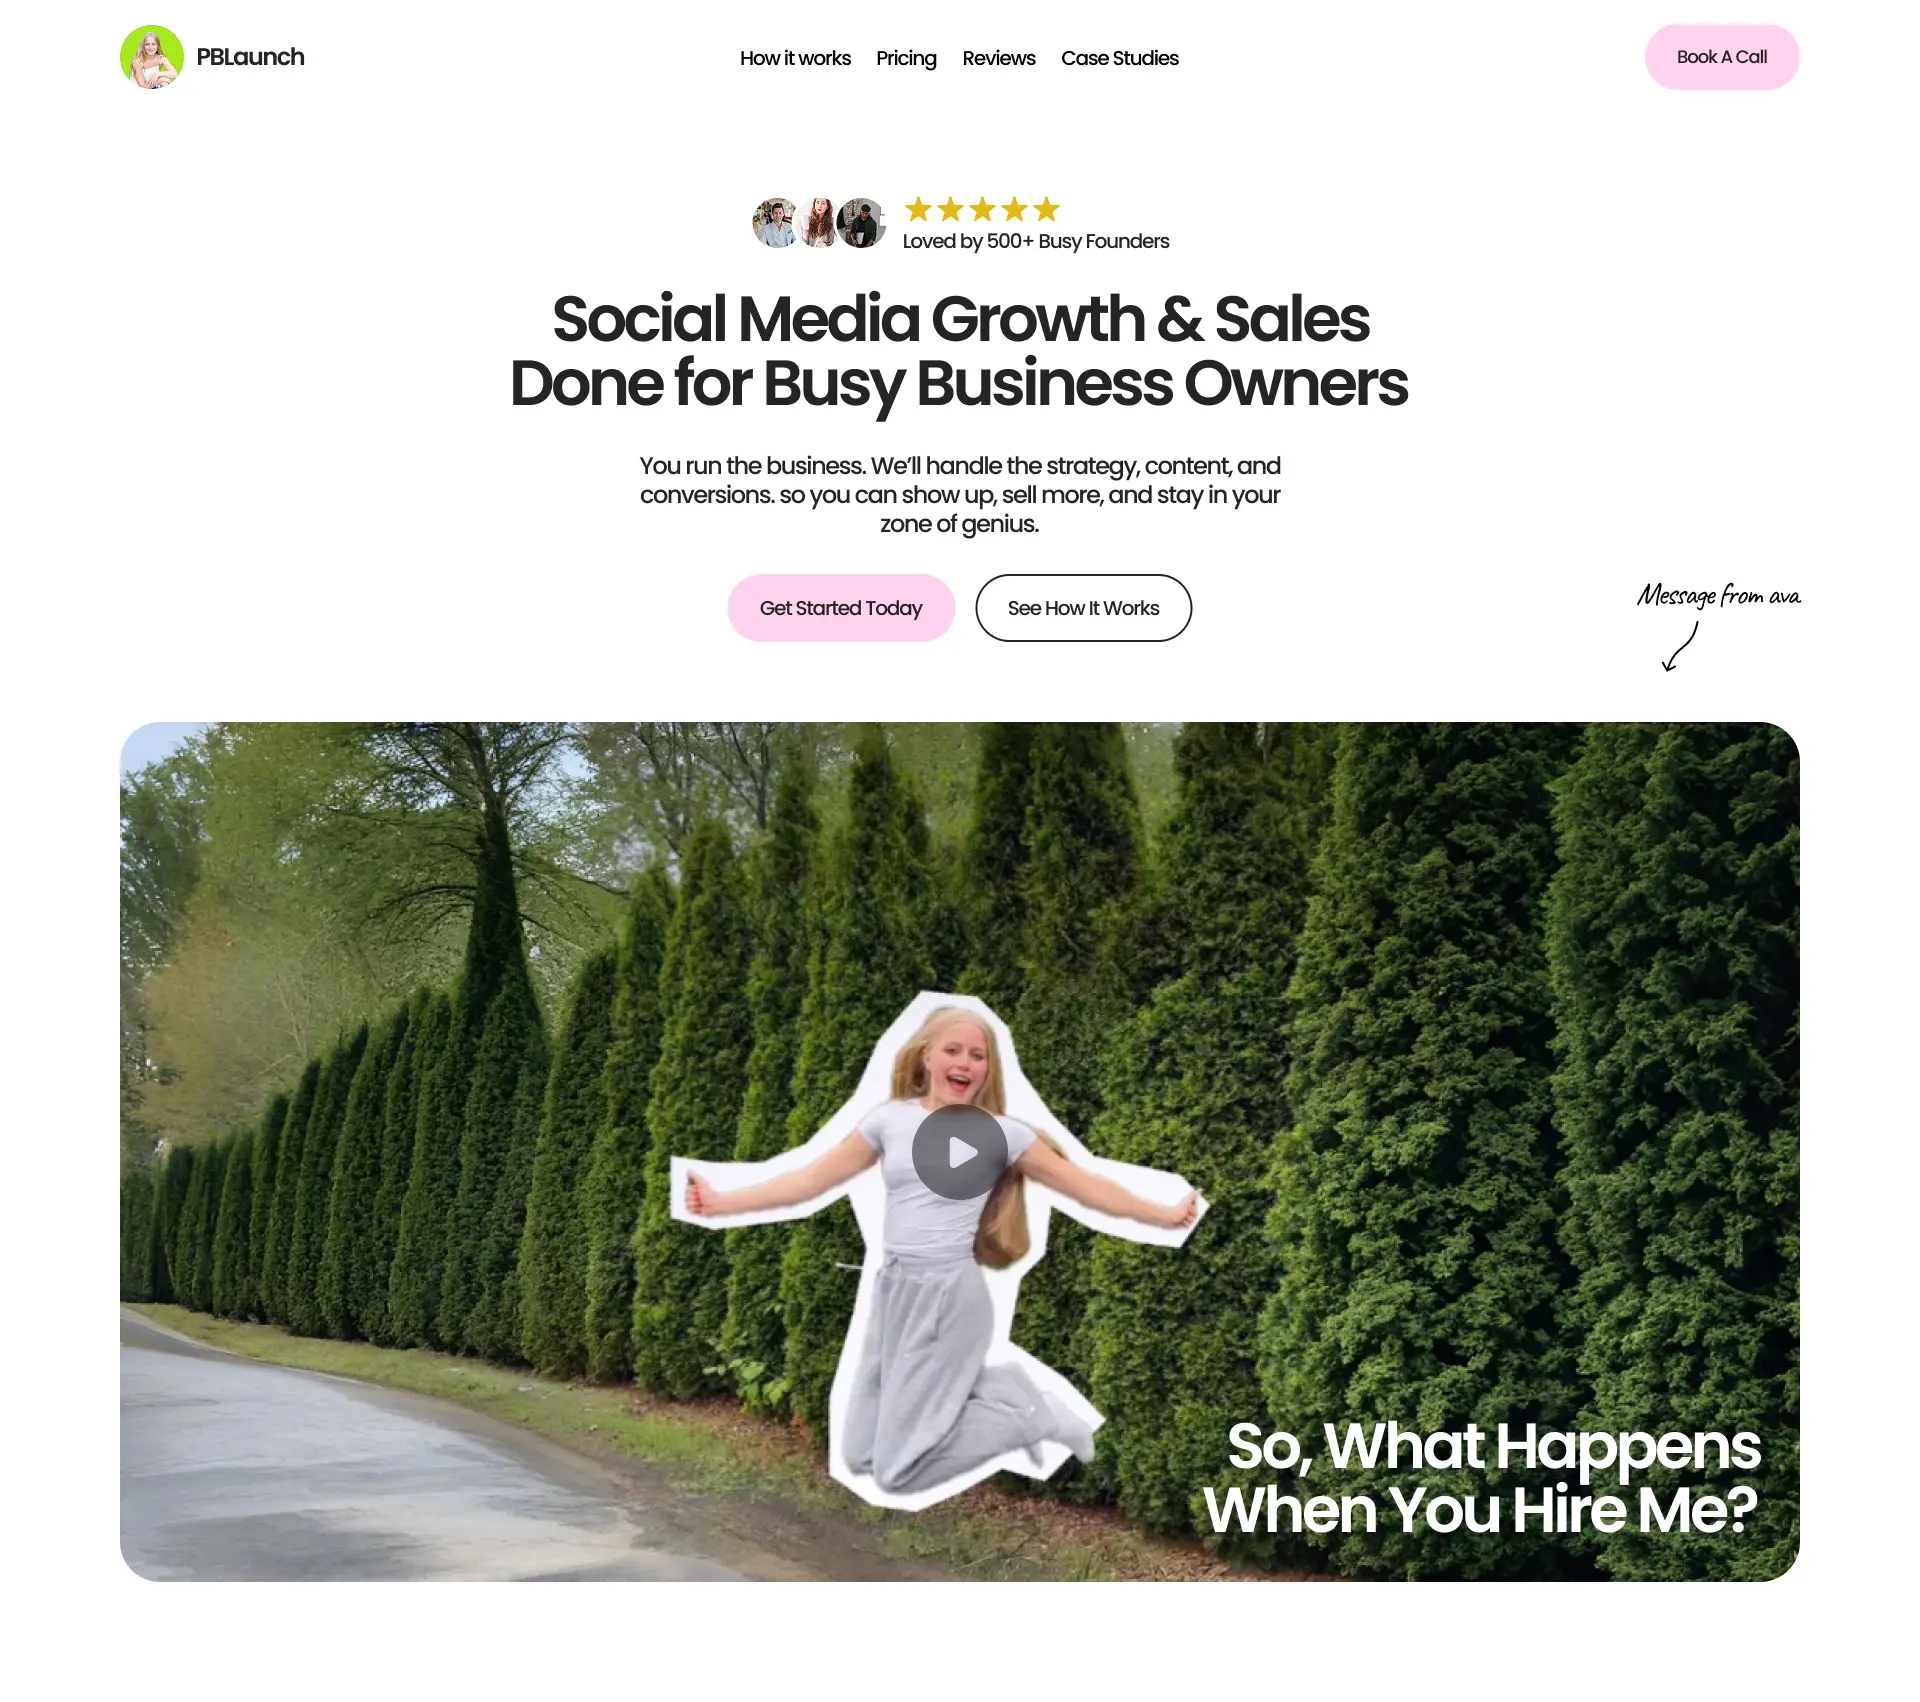 PBLaunch
How it works
Pricing
Reviews
Case Studies
Book A Call
Loved by 500+ Busy Founders
Social Media Growth & Sales
Done for Busy Business Owners
You run the business. We’ll handle the strategy, content, and
conversions. so you can show up, sell more, and stay in your
zone of genius.
Get Started Today
See How It Works
Message from ava
So, What Happens
When You Hire Me?